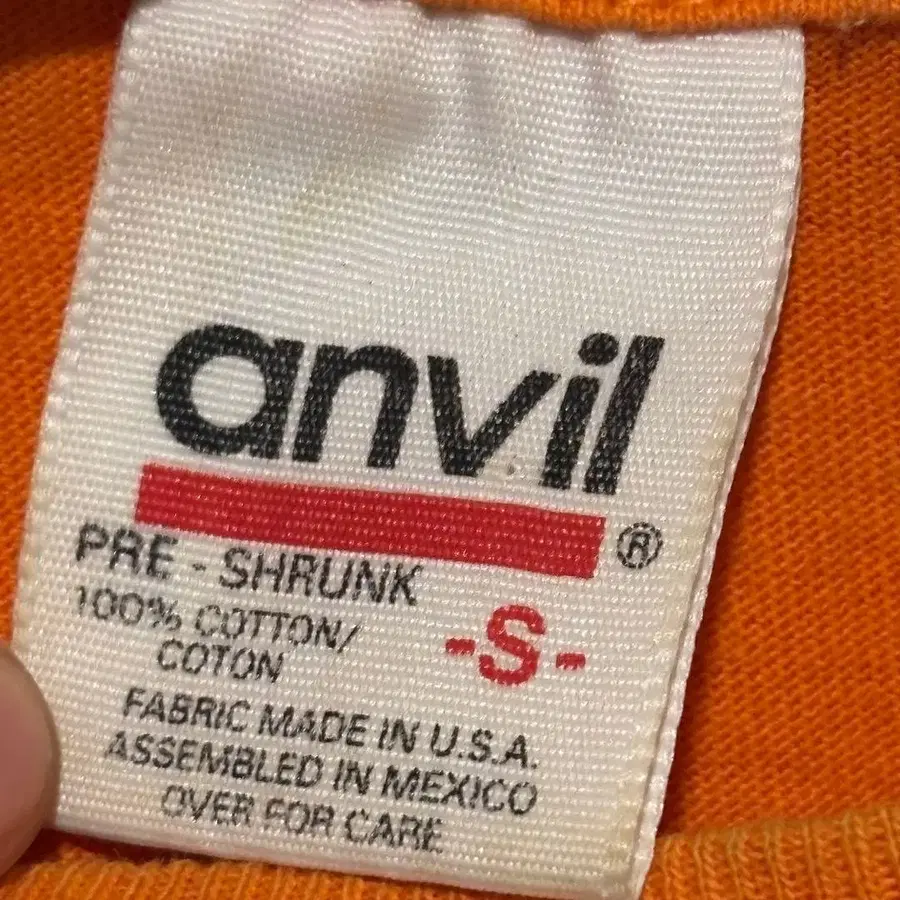 anvil®
PRE - SHRUNK
100% COTTON/
COTON
-S-
FABRIC MADE IN U.S.A.
ASSEMBLED IN MEXICO
OVER FOR CARE